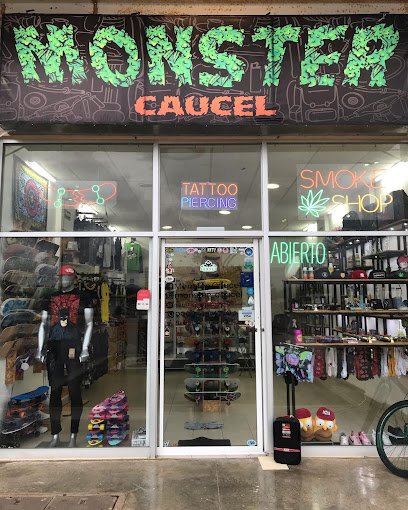 MONSTER
CAUCEL
TATTOO
PIERCING
SMOKE
SHOP
ABIERTO